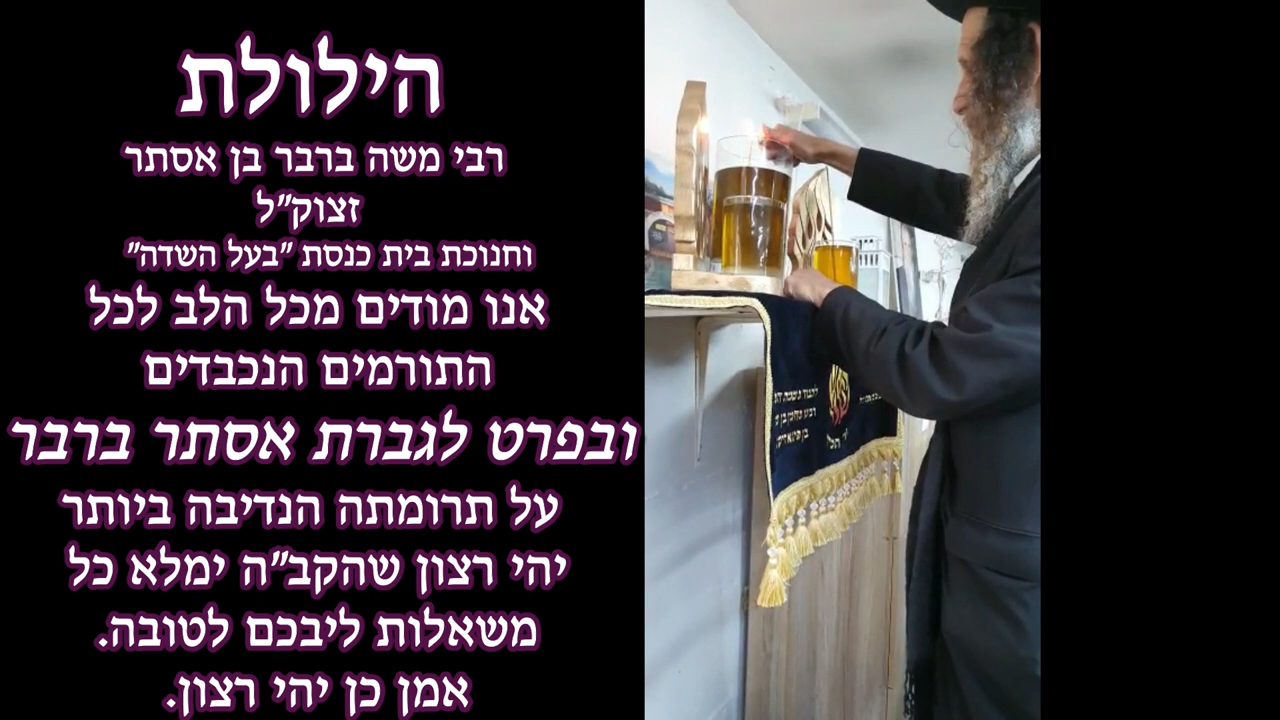 הילולת
רבי משה ברבר בן אסתר
זצוק"ל
וחנוכת בית כנסת "בעל השדה"
אנו מודים מכל הלב לכל
התורמים הנכבדים
ובפרט לגברת אסתר ברבר
על תרומתה הנדיבה ביותר
יהי רצון שהקב"ה ימלא כל
משאלות ליבכם לטובה.
אמן כן יהי רצון.